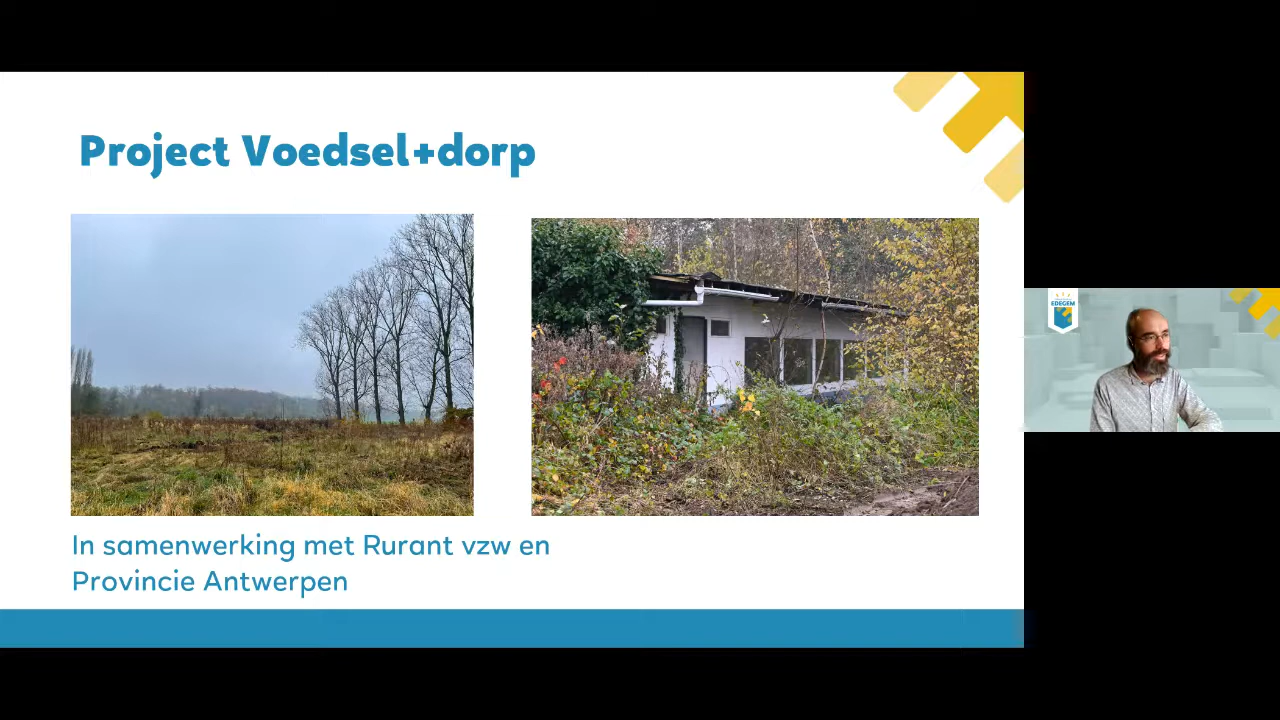 Project Voedsel+dorp
In samenwerking met Rurant vzw en
Provincie Antwerpen
EDEGEM